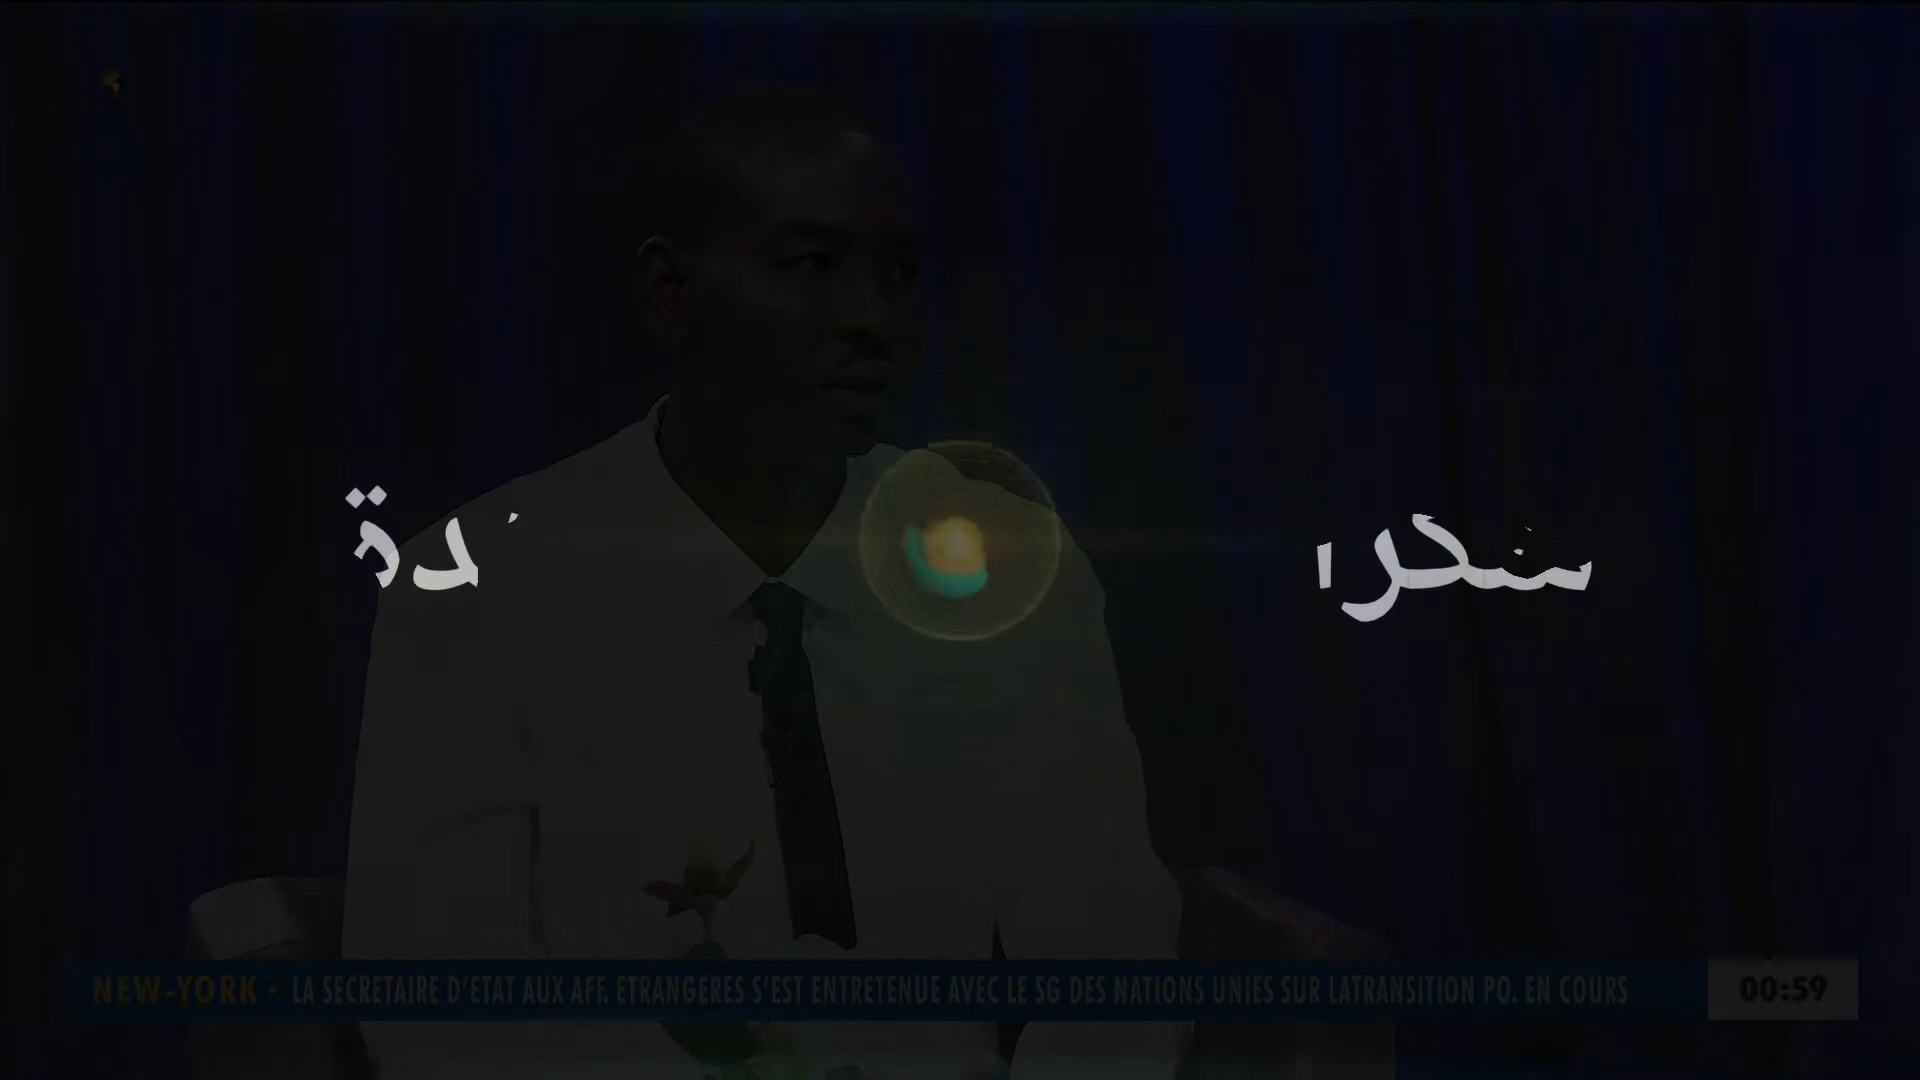 شكرا
NEW-YORK • LA SECRETAIRE D'ETAT AUX AFF. ETRANGERES S'EST ENTRETENUE AVEC LE SG DES NATIONS UNIES SUR LATRANSITION PO. EN COURS 00:59